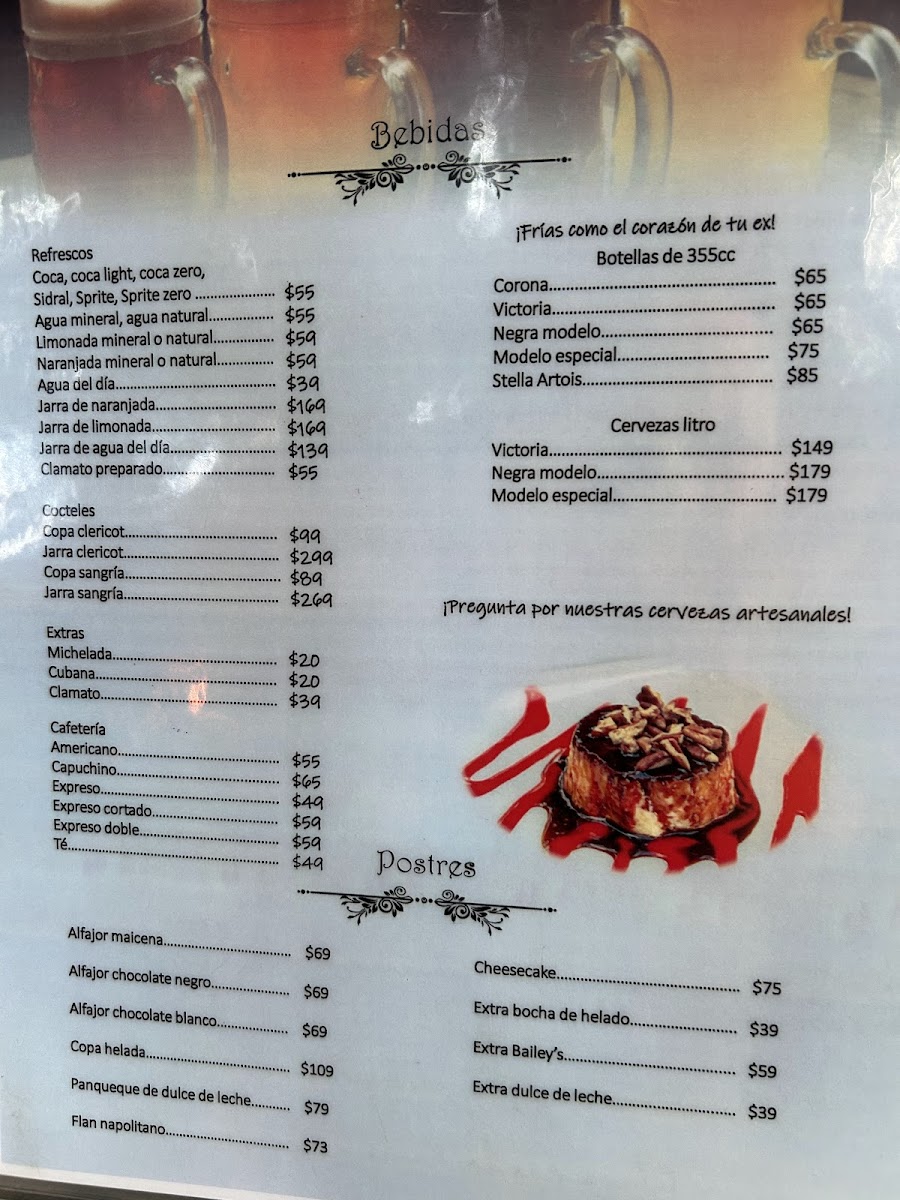 Bebidas
Refrescos
Coca, coca light, coca zero,
Sidral, Sprite, Sprite zero ................... $55
Agua mineral, agua natural............... $55
Limonada mineral o natural.............. $59
Naranjada mineral o natural............. $59
Agua del día....................................... $39
Jarra de naranjada............................. $169
Jarra de limonada.............................. $169
Jarra de agua del día......................... $139
Clamato preparado........................... $55
Cocteles
Copa clericot..................................... $99
Jarra clericot...................................... $299
Copa sangría...................................... $89
Jarra sangría...................................... $269
Extras
Michelada.......................................... $20
Cubana.............................................. $20
Clamato............................................. $39
Cafetería
Americano......................................... $55
Capuchino......................................... $65
Expreso............................................. $49
Expreso cortado................................ $59
Expreso doble................................... $59
Té...................................................... $49
¡Frías como el corazón de tu ex!
Botellas de 355cc
Corona.................................................... $65
Victoria................................................... $65
Negra modelo........................................ $65
Modelo especial................................... $75
Stella Artois............................................ $85
Cervezas litro
Victoria..................................................... $149
Negra modelo.......................................... $179
Modelo especial...................................... $179
¡Pregunta por nuestras cervezas artesanales!
Postres
Alfajor maicena.............................. $69
Alfajor chocolate negro.................. $69
Alfajor chocolate blanco................ $69
Copa helada.................................. $109
Panqueque de dulce de leche......... $79
Flan napolitano.............................. $73
Cheesecake........................................... $75
Extra bocha de helado......................... $39
Extra Bailey's........................................ $59
Extra dulce de leche............................. $39